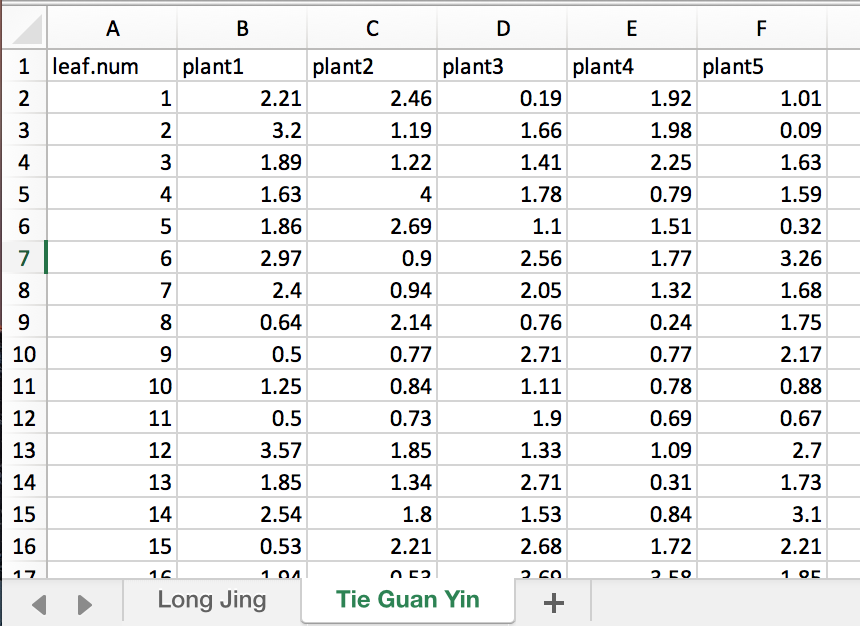 A B C D E F
1 leaf.num plant1 plant2 plant3 plant4 plant5
2 1 2.21 2.46 0.19 1.92 1.01
3 2 3.2 1.19 1.66 1.98 0.09
4 3 1.89 1.22 1.41 2.25 1.63
5 4 1.63 4 1.78 0.79 1.59
6 5 1.86 2.69 1.1 1.51 0.32
7 6 2.97 0.9 2.56 1.77 3.26
8 7 2.4 0.94 2.05 1.32 1.68
9 8 0.64 2.14 0.76 0.24 1.75
10 9 0.5 0.77 2.71 0.77 2.17
11 10 1.25 0.84 1.11 0.78 0.88
12 11 0.5 0.73 1.9 0.69 0.67
13 12 3.57 1.85 1.33 1.09 2.7
14 13 1.85 1.34 2.71 0.31 1.73
15 14 2.54 1.8 1.53 0.84 3.1
16 15 0.53 2.21 2.68 1.72 2.21
17 16
Long Jing Tie Guan Yin +